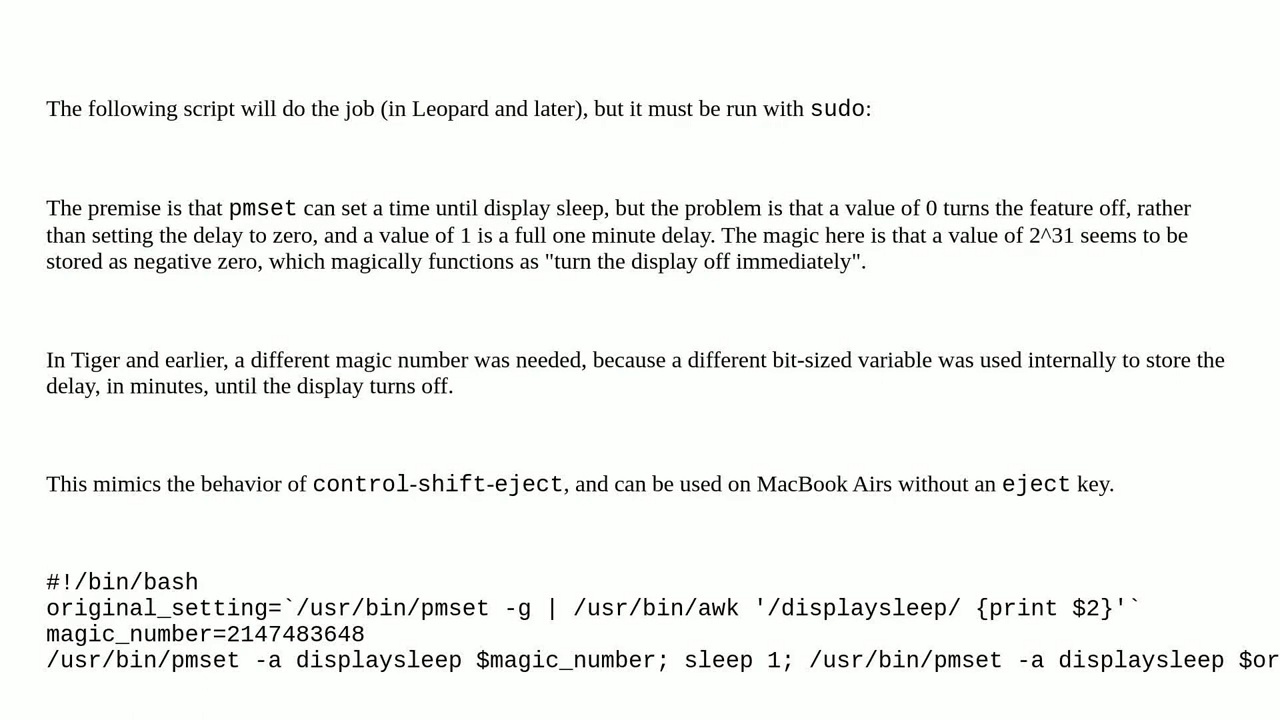 The following script will do the job (in Leopard and later), but it must be run with sudo:
The premise is that pmset can set a time until display sleep, but the problem is that a value of 0 turns the feature off, rather
than setting the delay to zero, and a value of 1 is a full one minute delay. The magic here is that a value of 2^31 seems to be
stored as negative zero, which magically functions as "turn the display off immediately".
In Tiger and earlier, a different magic number was needed, because a different bit-sized variable was used internally to store the
delay, in minutes, until the display turns off.
This mimics the behavior of control-shift-eject, and can be used on MacBook Airs without an eject key.
#!/bin/bash
original_setting=`/usr/bin/pmset -g | /usr/bin/awk '/displaysleep/ {print $2}'`
magic_number=2147483648
/usr/bin/pmset -a displaysleep $magic_number; sleep 1; /usr/bin/pmset -a displaysleep $or